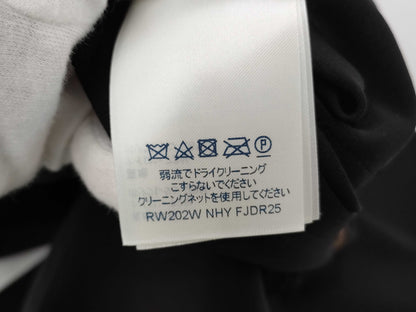 弱流でドライクリーニング
こすらないでください
クリーニングネットを使用してください
RW202W NHY FJDR25